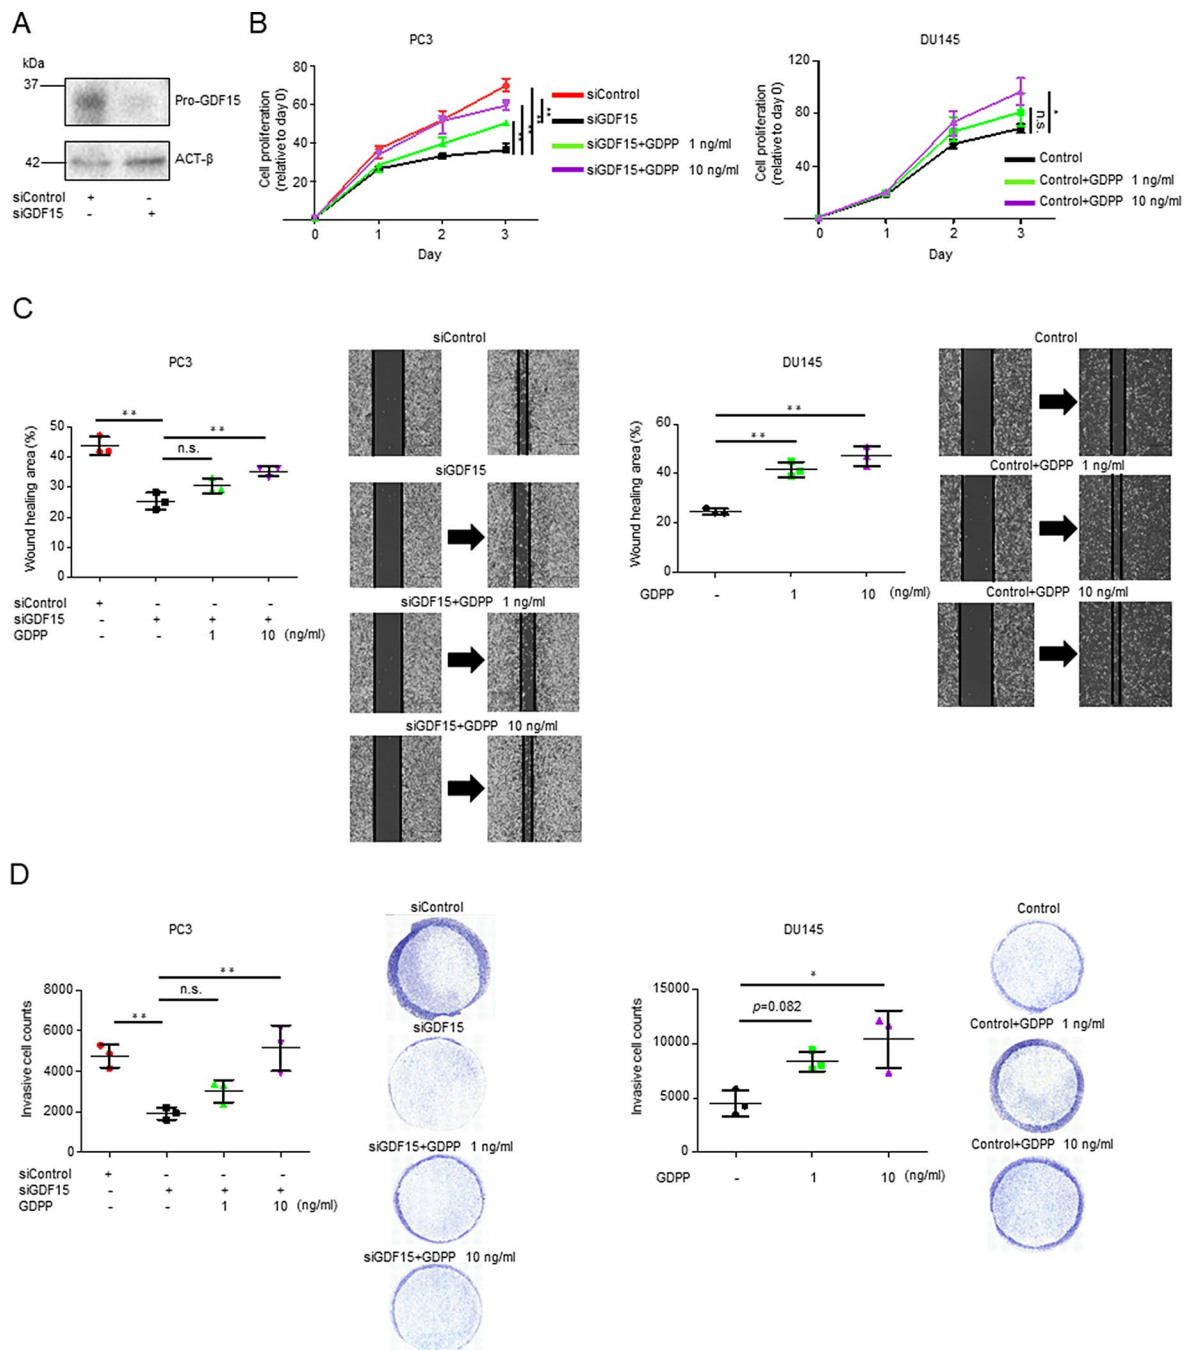 A
kDa
37
Pro-GDF15
42
ACT-β
siControl + -
siGDF15 - +
B
PC3
Cell proliferation
(relative to day 0)
80
60
40
20
0 1 2 3
Day
**
**
**
**
siControl
siGDF15
siGDF15+GDPP 1 ng/ml
siGDF15+GDPP 10 ng/ml
DU145
Cell proliferation
(relative to day 0)
120
80
40
0 1 2 3
Day
n.s.
*
Control
Control+GDPP 1 ng/ml
Control+GDPP 10 ng/ml
C
PC3
Wound healing area (%)
50
40
30
20
10
0
**
**
n.s.
siControl + - - -
siGDF15 - + + +
GDPP - - 1 10 (ng/ml)
siControl
siGDF15
siGDF15+GDPP 1 ng/ml
siGDF15+GDPP 10 ng/ml
DU145
Wound healing area (%)
60
40
20
0
**
**
GDPP - 1 10 (ng/ml)
Control
Control+GDPP 1 ng/ml
Control+GDPP 10 ng/ml
D
PC3
Invasive cell counts
8000
6000
4000
2000
0
**
n.s.
**
siControl + - - -
siGDF15 - + + +
GDPP - - 1 10 (ng/ml)
siControl
siGDF15
siGDF15+GDPP 1 ng/ml
siGDF15+GDPP 10 ng/ml
DU145
Invasive cell counts
15000
10000
5000
0
*
p=0.082
GDPP - 1 10 (ng/ml)
Control
Control+GDPP 1 ng/ml
Control+GDPP 10 ng/ml